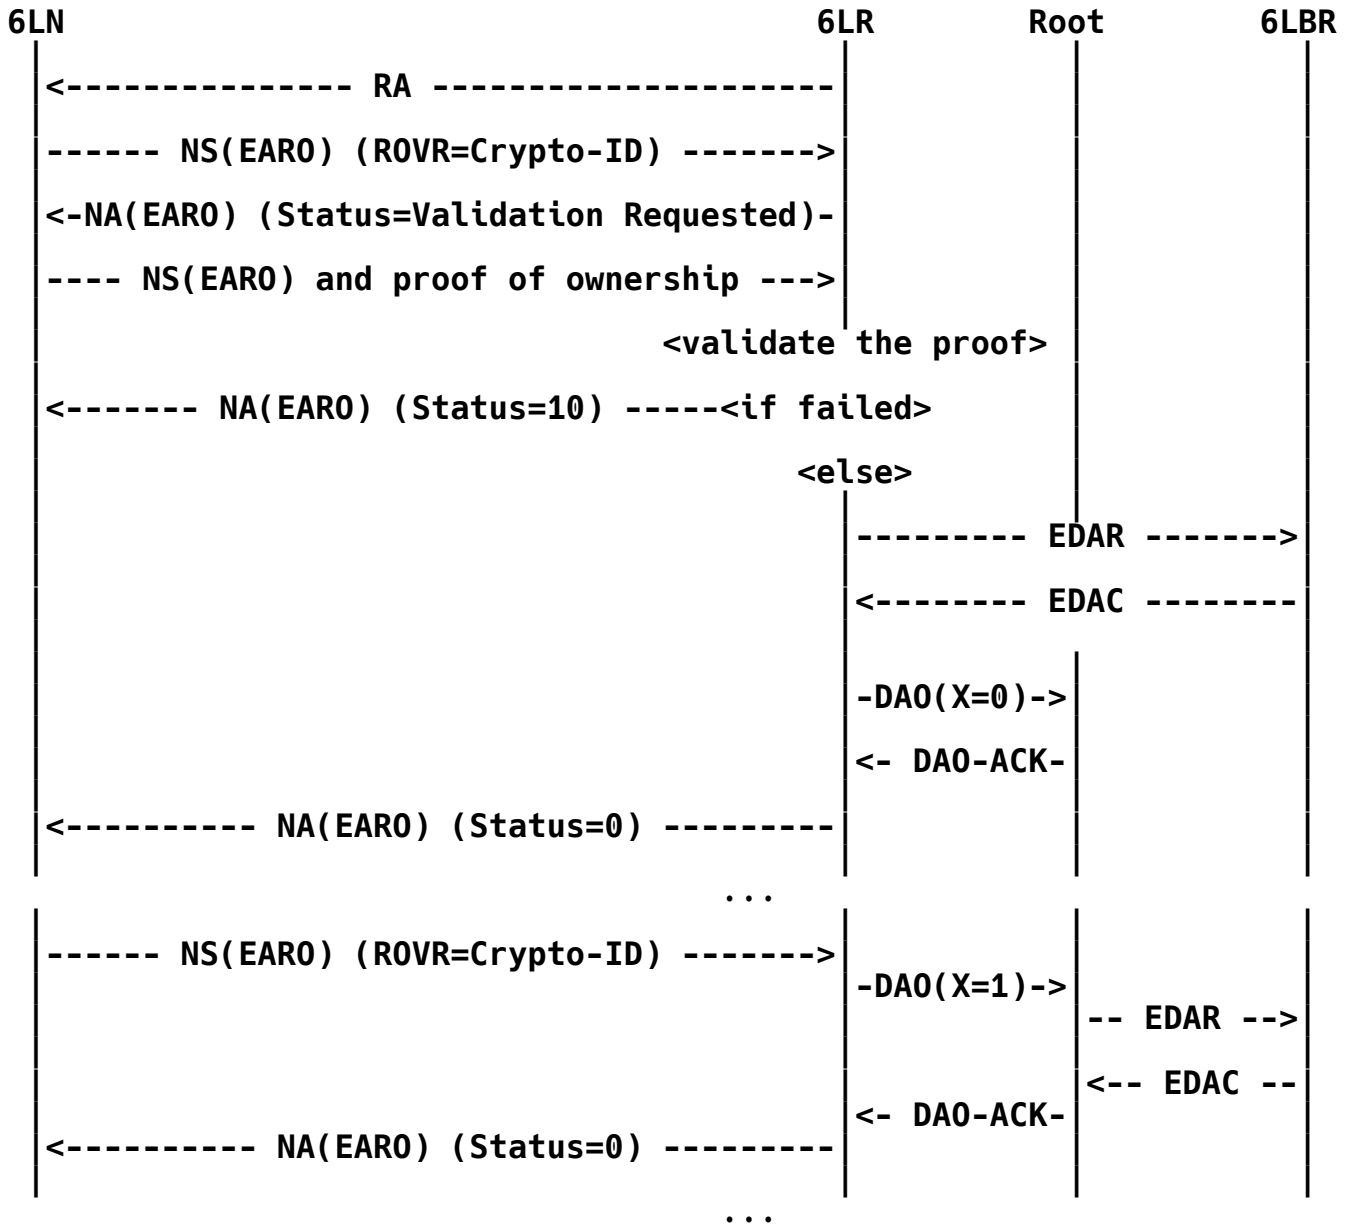 6LN 6LR Root 6LBR
<--------------- RA ---------------------
------ NS(EARO) (ROVR=Crypto-ID) ------->
<-NA(EARO) (Status=Validation Requested)-
---- NS(EARO) and proof of ownership --->
<validate the proof>
<------- NA(EARO) (Status=10) -----<if failed>
<else>
--------- EDAR ------->
<-------- EDAC --------
-DAO(X=0)->
<- DAO-ACK-
<---------- NA(EARO) (Status=0) ---------
...
------ NS(EARO) (ROVR=Crypto-ID) ------->
-DAO(X=1)->
-- EDAR -->
<-- EDAC --
<- DAO-ACK-
<---------- NA(EARO) (Status=0) ---------
...